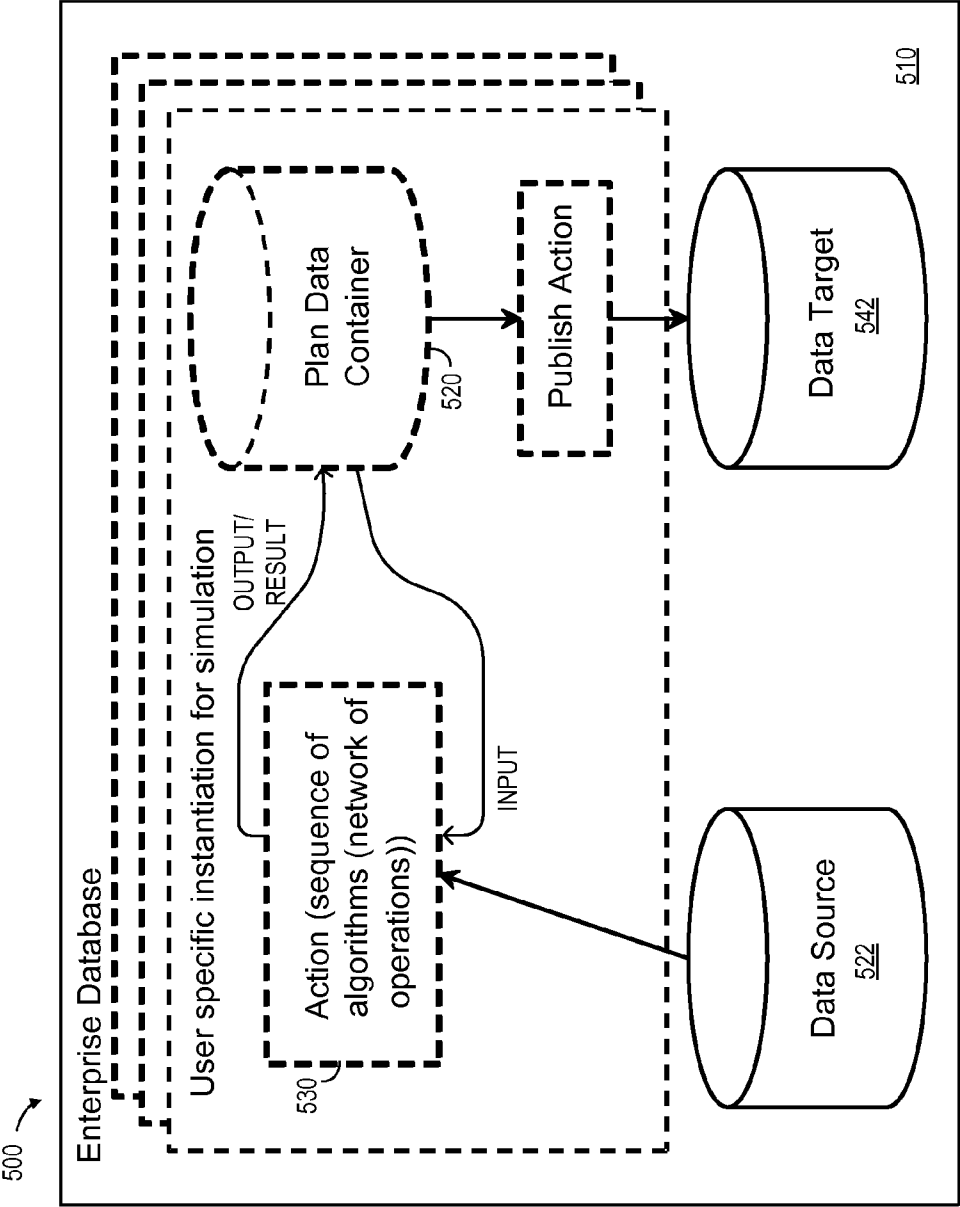 500
Enterprise Database
User specific instantiation for simulation
Action (sequence of
algorithms (network of
operations))
530
OUTPUT/
RESULT
INPUT
Plan Data
Container
520
Publish Action
Data Source
522
Data Target
542
510